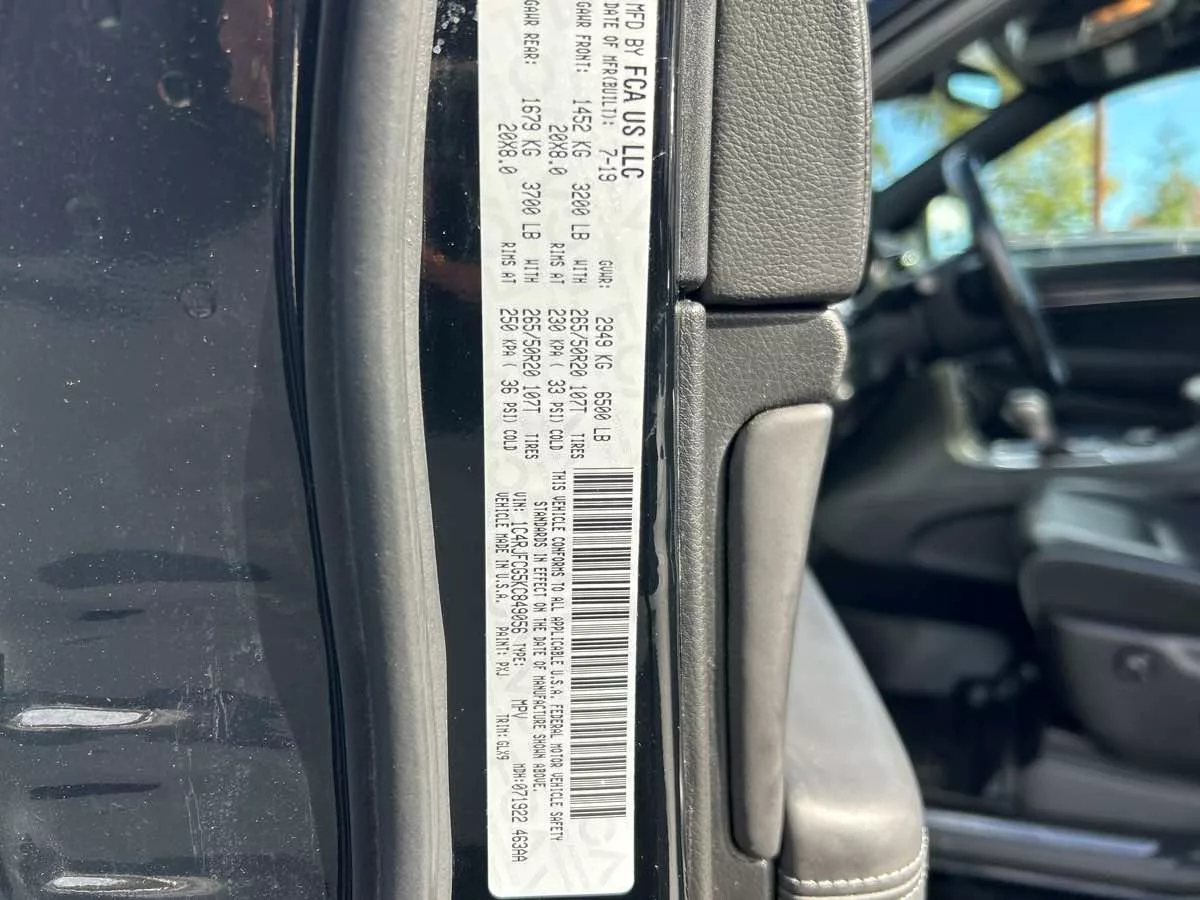 MFD BY FCA US LLC
DATE OF MFR(BUILT): 7-19 GVWR: 2949 KG 6500 LB
GAWR FRONT: 1452 KG 3200 LB WITH 265/50R20 107T TIRES
20X8.0 RIMS AT 230 KPA ( 33 PSI) COLD
GAWR REAR: 1679 KG 3700 LB WITH 265/50R20 107T TIRES
20X8.0 RIMS AT 250 KPA ( 36 PSI) COLD
THIS VEHICLE CONFORMS TO ALL APPLICABLE U.S.A. FEDERAL MOTOR VEHICLE SAFETY
STANDARDS IN EFFECT ON THE DATE OF MANUFACTURE SHOWN ABOVE.
VIN: 1C4RJFCG5KC849056 TYPE: MPV MDH:071922 463AA
VEHICLE MADE IN U.S.A. PAINT: PXJ TRIM: GLX9